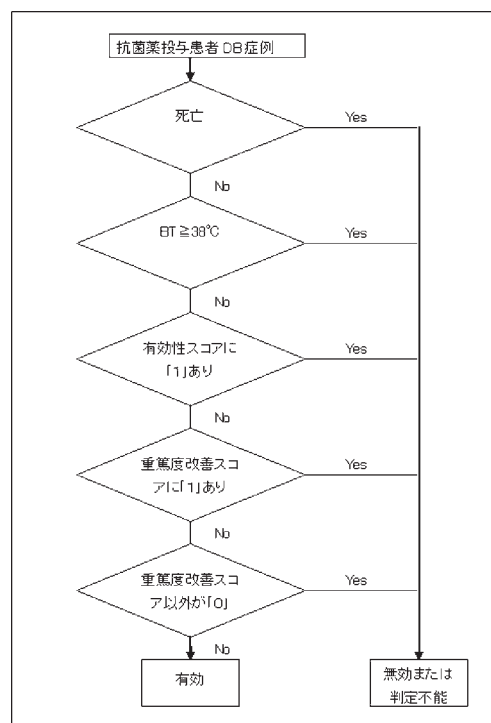 抗菌薬投与患者DB症例
死亡
Yes
No
BT≧38℃
Yes
No
有効性スコアに
「1」あり
Yes
No
重篤度改善スコ
アに「1」あり
Yes
No
重篤度改善スコ
ア以外が「0」
Yes
No
有効
無効または
判定不能